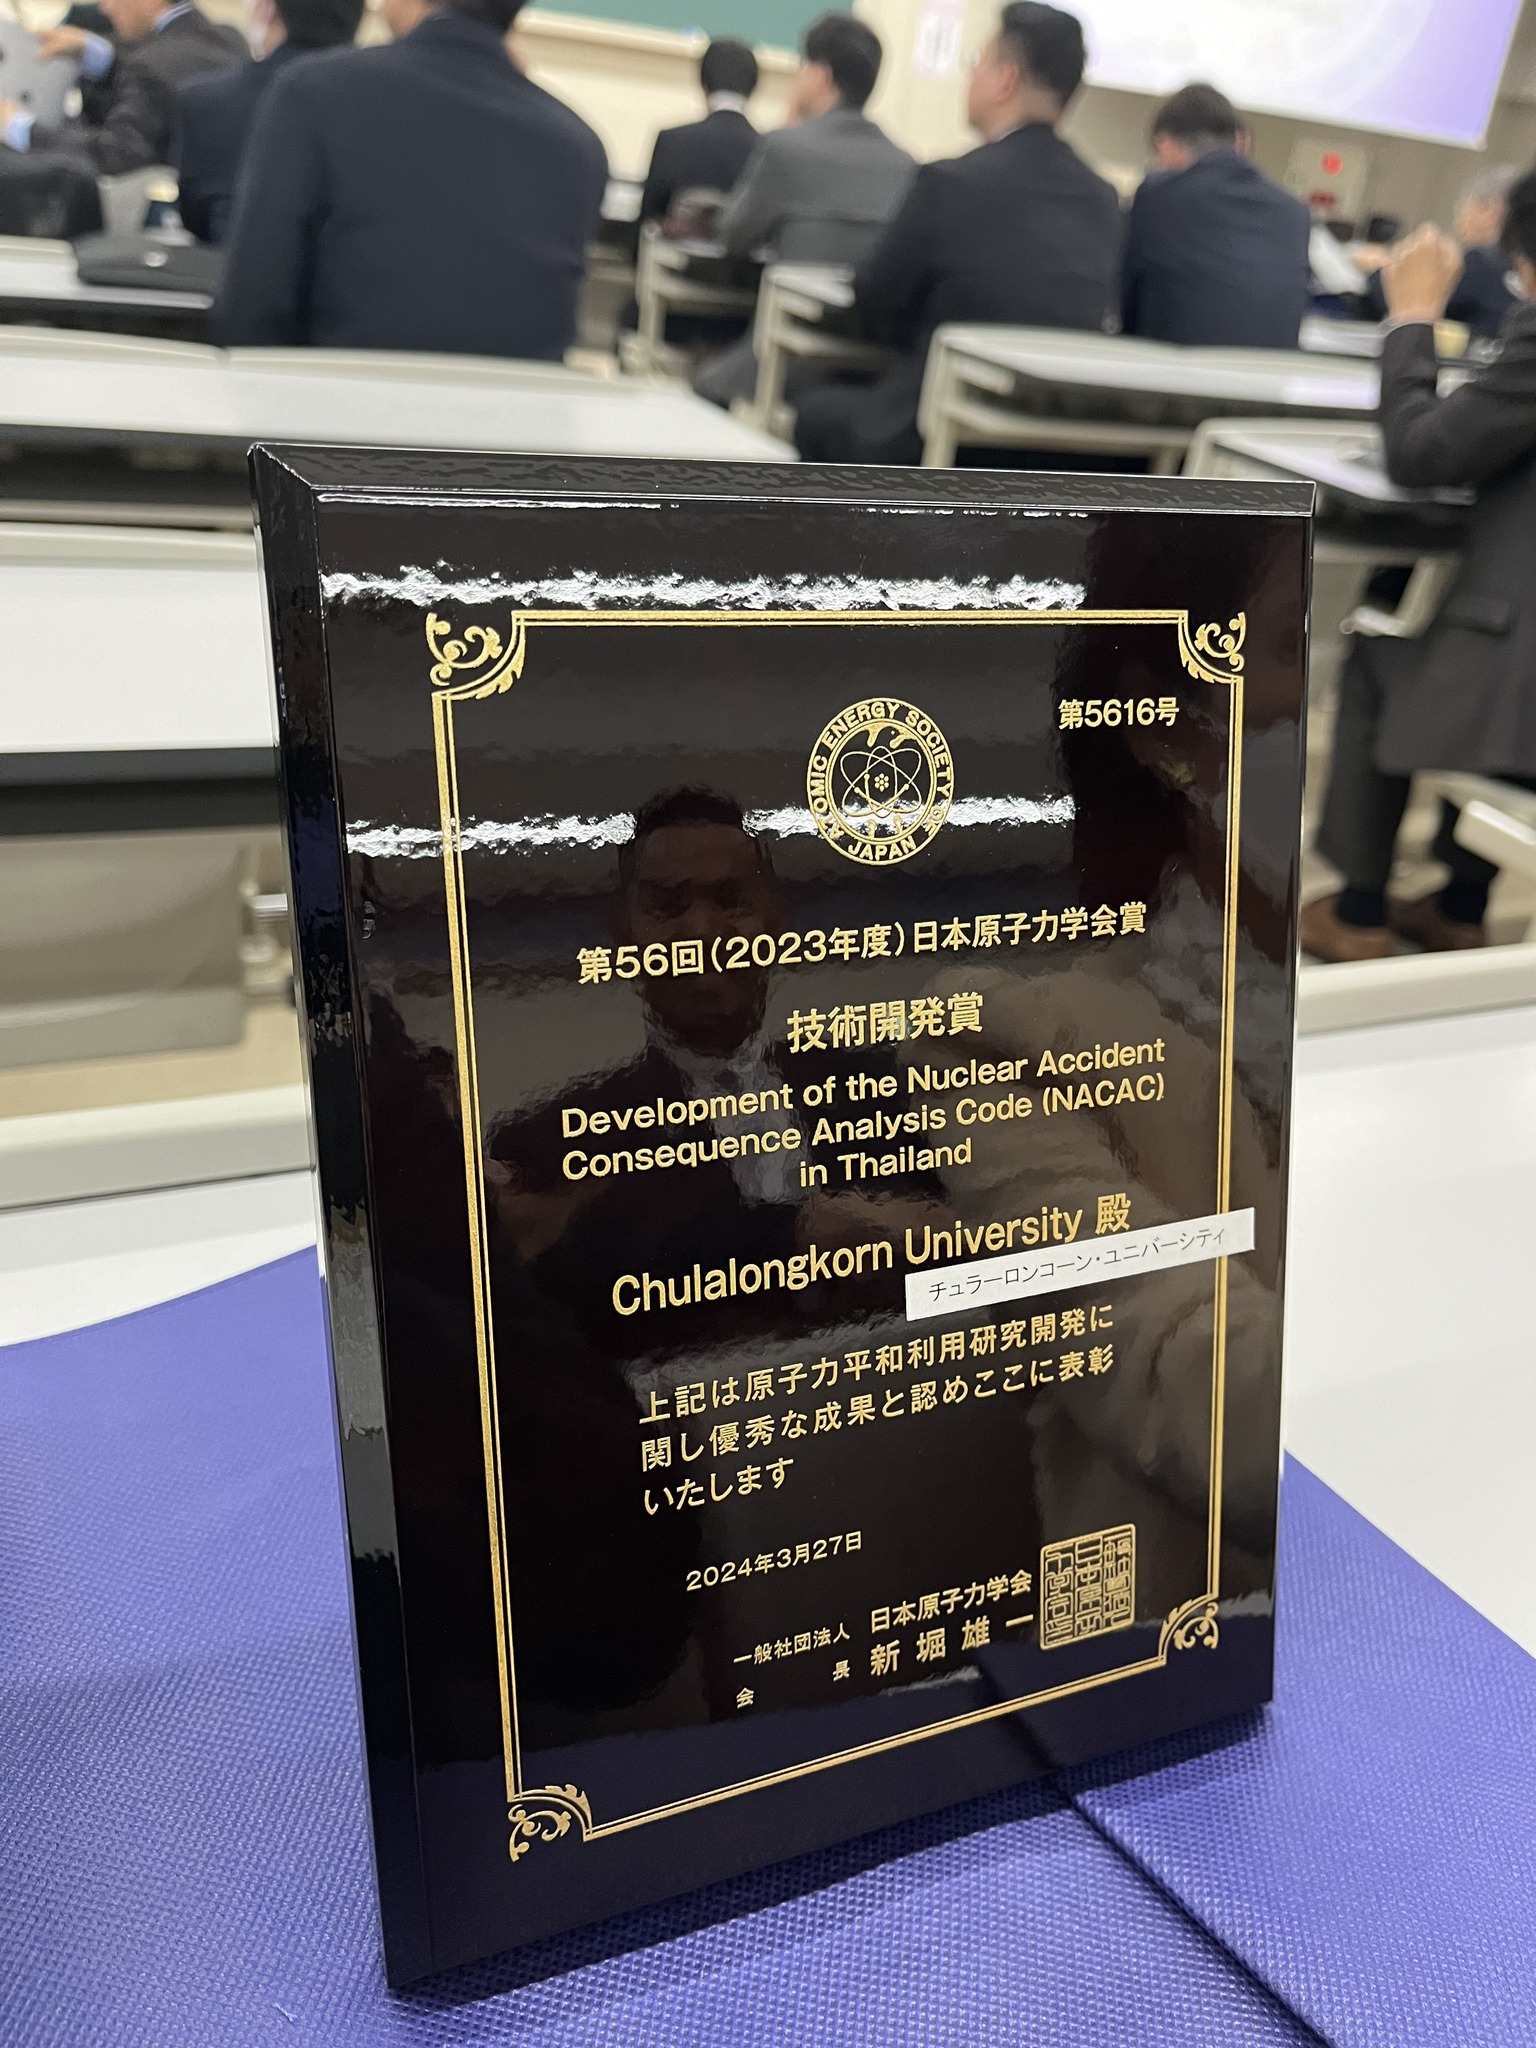 第5616号
ATOMIC ENERGY SOCIETY OF JAPAN
第56回(2023年度)日本原子力学会賞
技術開発賞
Development of the Nuclear Accident
Consequence Analysis Code (NACAC)
in Thailand
Chulalongkorn University 殿
チュラーロンコーン・ユニバーシティ
上記は原子力平和利用研究開発に
関し優秀な成果と認めここに表彰
いたします
2024年3月27日
一般社団法人 日本原子力学会
会長 新堀雄一